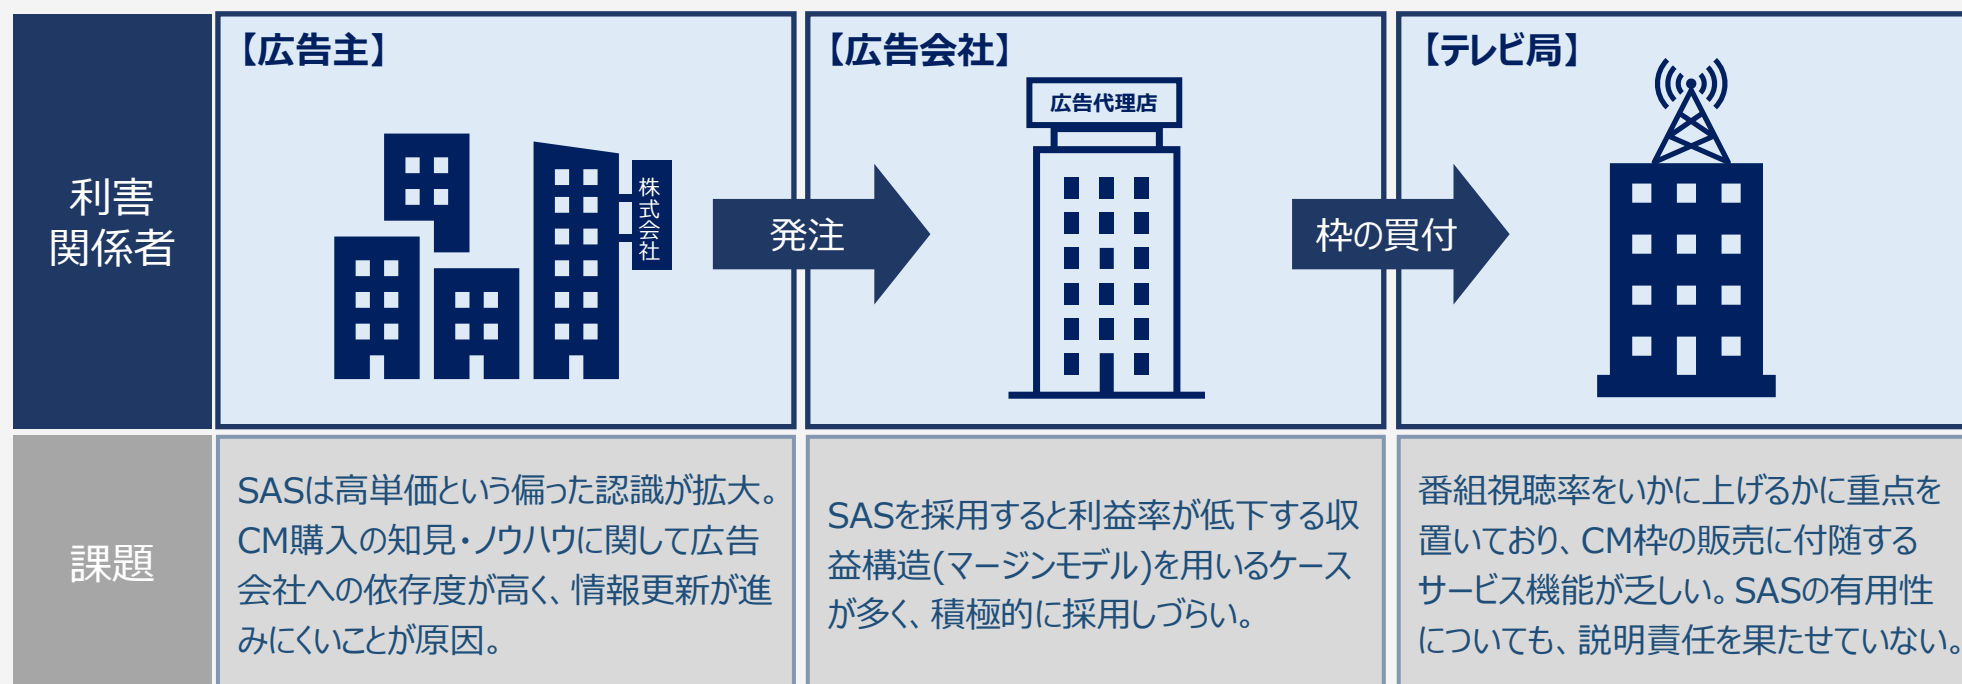 利害
関係者
【広告主】
株式会社
発注
【広告会社】
広告代理店
枠の買付
【テレビ局】
課題
SASは高単価という偏った認識が拡大。
CM購入の知見・ノウハウに関して広告
会社への依存度が高く、情報更新が進
みにくいことが原因。
SASを採用すると利益率が低下する収
益構造(マージンモデル)を用いるケース
が多く、積極的に採用しづらい。
番組視聴率をいかに上げるかに重点を
置いており、CM枠の販売に付随する
サービス機能が乏しい。SASの有用性
についても、説明責任を果たせていない。